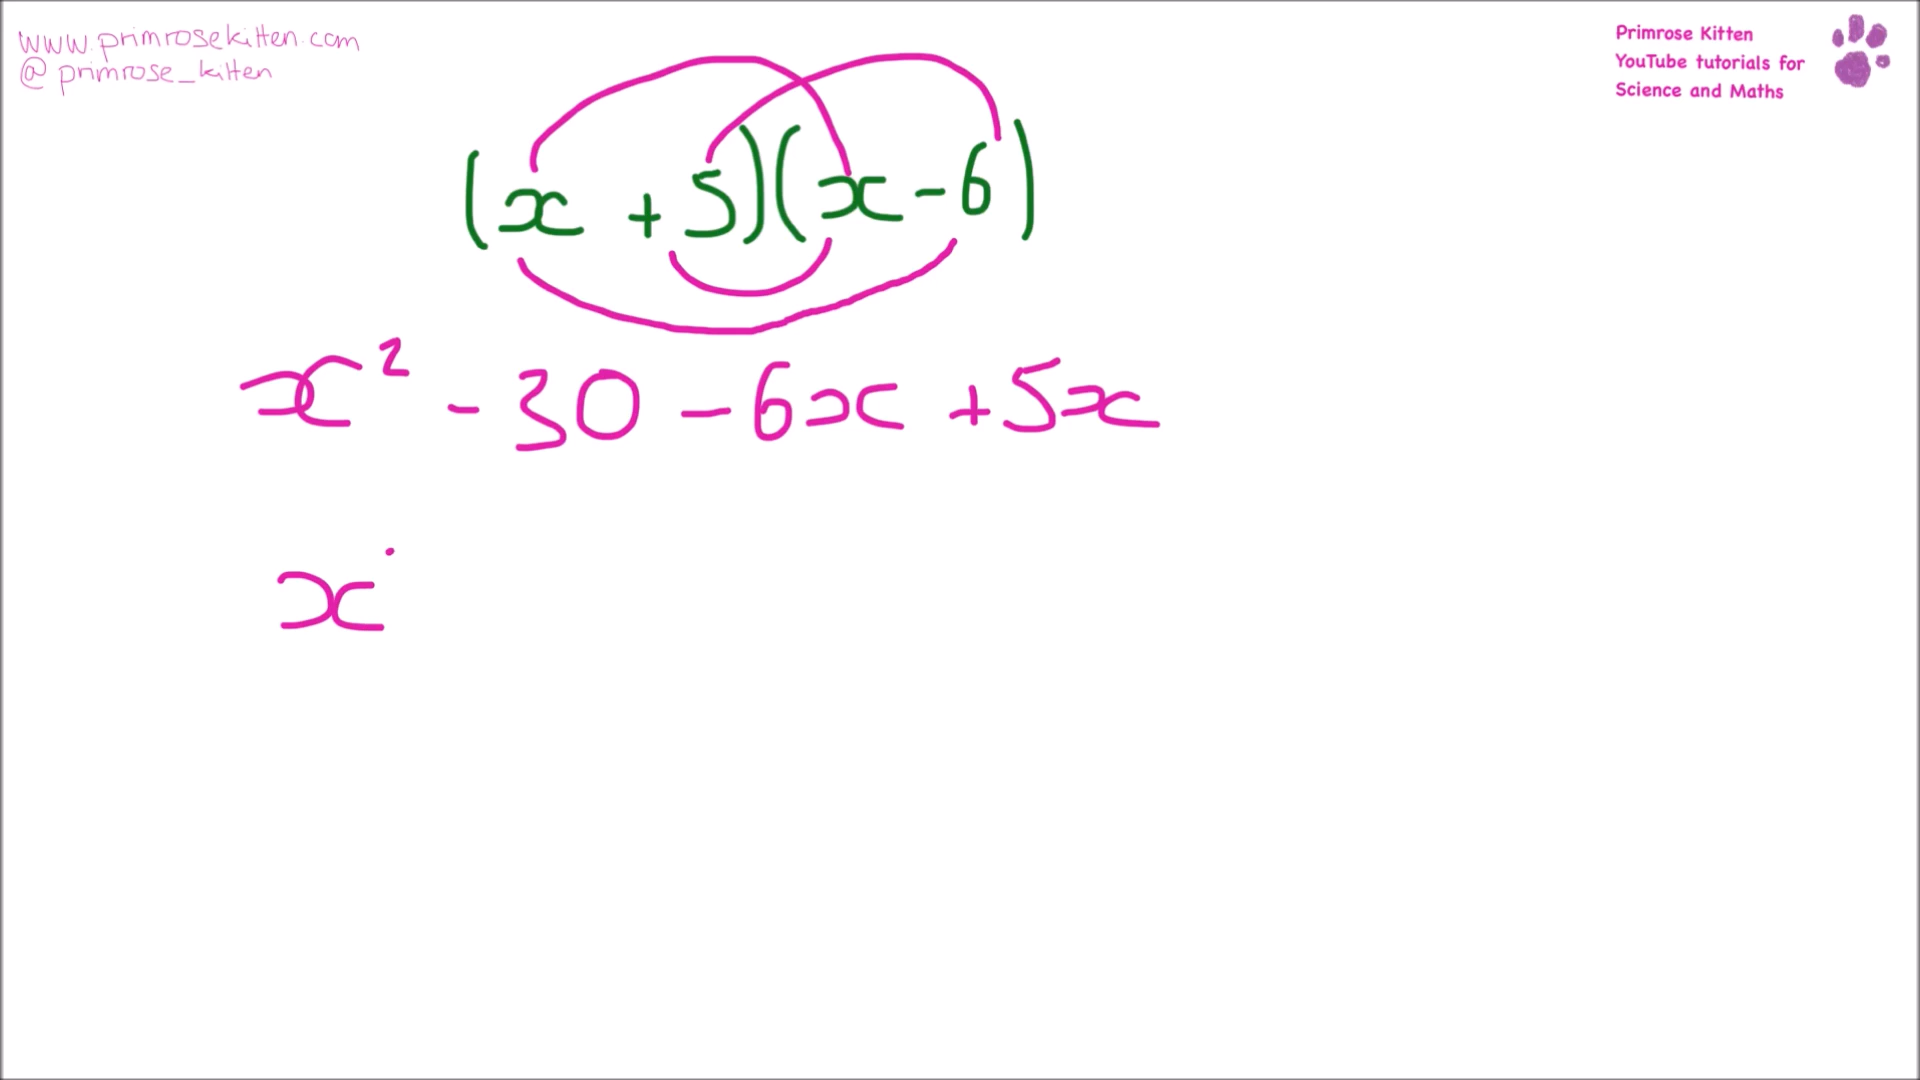 www.primrosekitten.com
@primrose_kitten
Primrose Kitten
YouTube tutorials for
Science and Maths
(x + 5)(x - 6)
x² - 30 - 6x + 5x
x